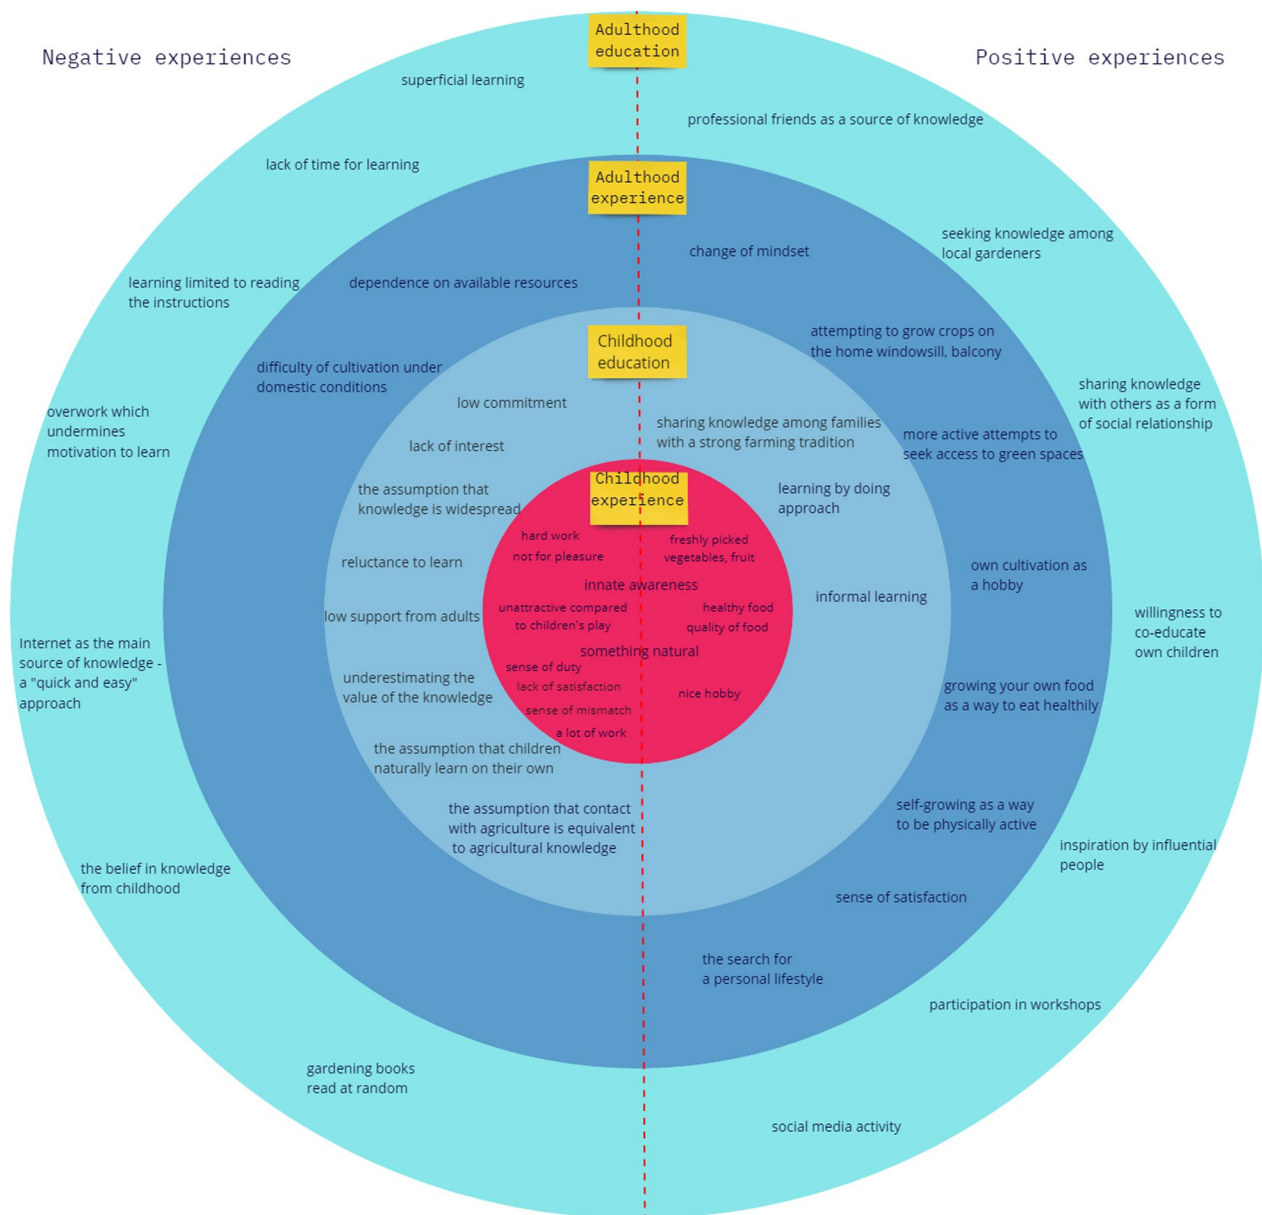 Adulthood
education
Negative experiences
Positive experiences
superficial learning
professional friends as a source of knowledge
lack of time for learning
Adulthood
experience
seeking knowledge among
local gardeners
change of mindset
learning limited to reading
the instructions
dependence on available resources
attempting to grow crops on
the home windowsill, balcony
Childhood
education
difficulty of cultivation under
domestic conditions
sharing knowledge
with others as a form
of social relationship
low commitment
overwork which
undermines
motivation to learn
sharing knowledge among families
with a strong farming tradition
more active attempts to
seek access to green spaces
lack of interest
Childhood
experience
the assumption that
knowledge is widespread
learning by doing
approach
hard work
not for pleasure
freshly picked
vegetables, fruit
reluctance to learn
innate awareness
own cultivation as
a hobby
informal learning
low support from adults
unattractive compared
to children's play
healthy food
quality of food
willingness to
co-educate
own children
Internet as the main
source of knowledge -
a "quick and easy"
approach
something natural
sense of duty
lack of satisfaction
sense of mismatch
a lot of work
nice hobby
underestimating the
value of the knowledge
growing your own food
as a way to eat healthily
the assumption that children
naturally learn on their own
the assumption that contact
with agriculture is equivalent
to agricultural knowledge
self-growing as a way
to be physically active
inspiration by influential
people
the belief in knowledge
from childhood
sense of satisfaction
the search for
a personal lifestyle
participation in workshops
gardening books
read at random
social media activity